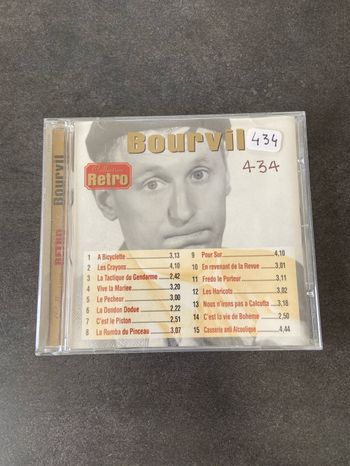 Bourvil
434
434
Collection
Retro
RETRO Bourvil
1 A Bicyclette 3,13
2 Les Crayons 4,10
3 La Tactique du Gendarme 2,42
4 Vive la Mariee 3,20
5 Le Pecheur 3,00
6 La Dondon Dodue 2,22
7 C'est le Piston 2,51
8 La Rumba du Pinceau 3,07
9 Pour Sur 4,10
10 En revenant de la Revue 3,01
11 Fredo le Porteur 3,11
12 Les Haricots 3,02
13 Nous n'irons pas a Calcutta 3,18
14 C'est la vie de Boheme 2,50
15 Causerie anti Alcoolique 4,44